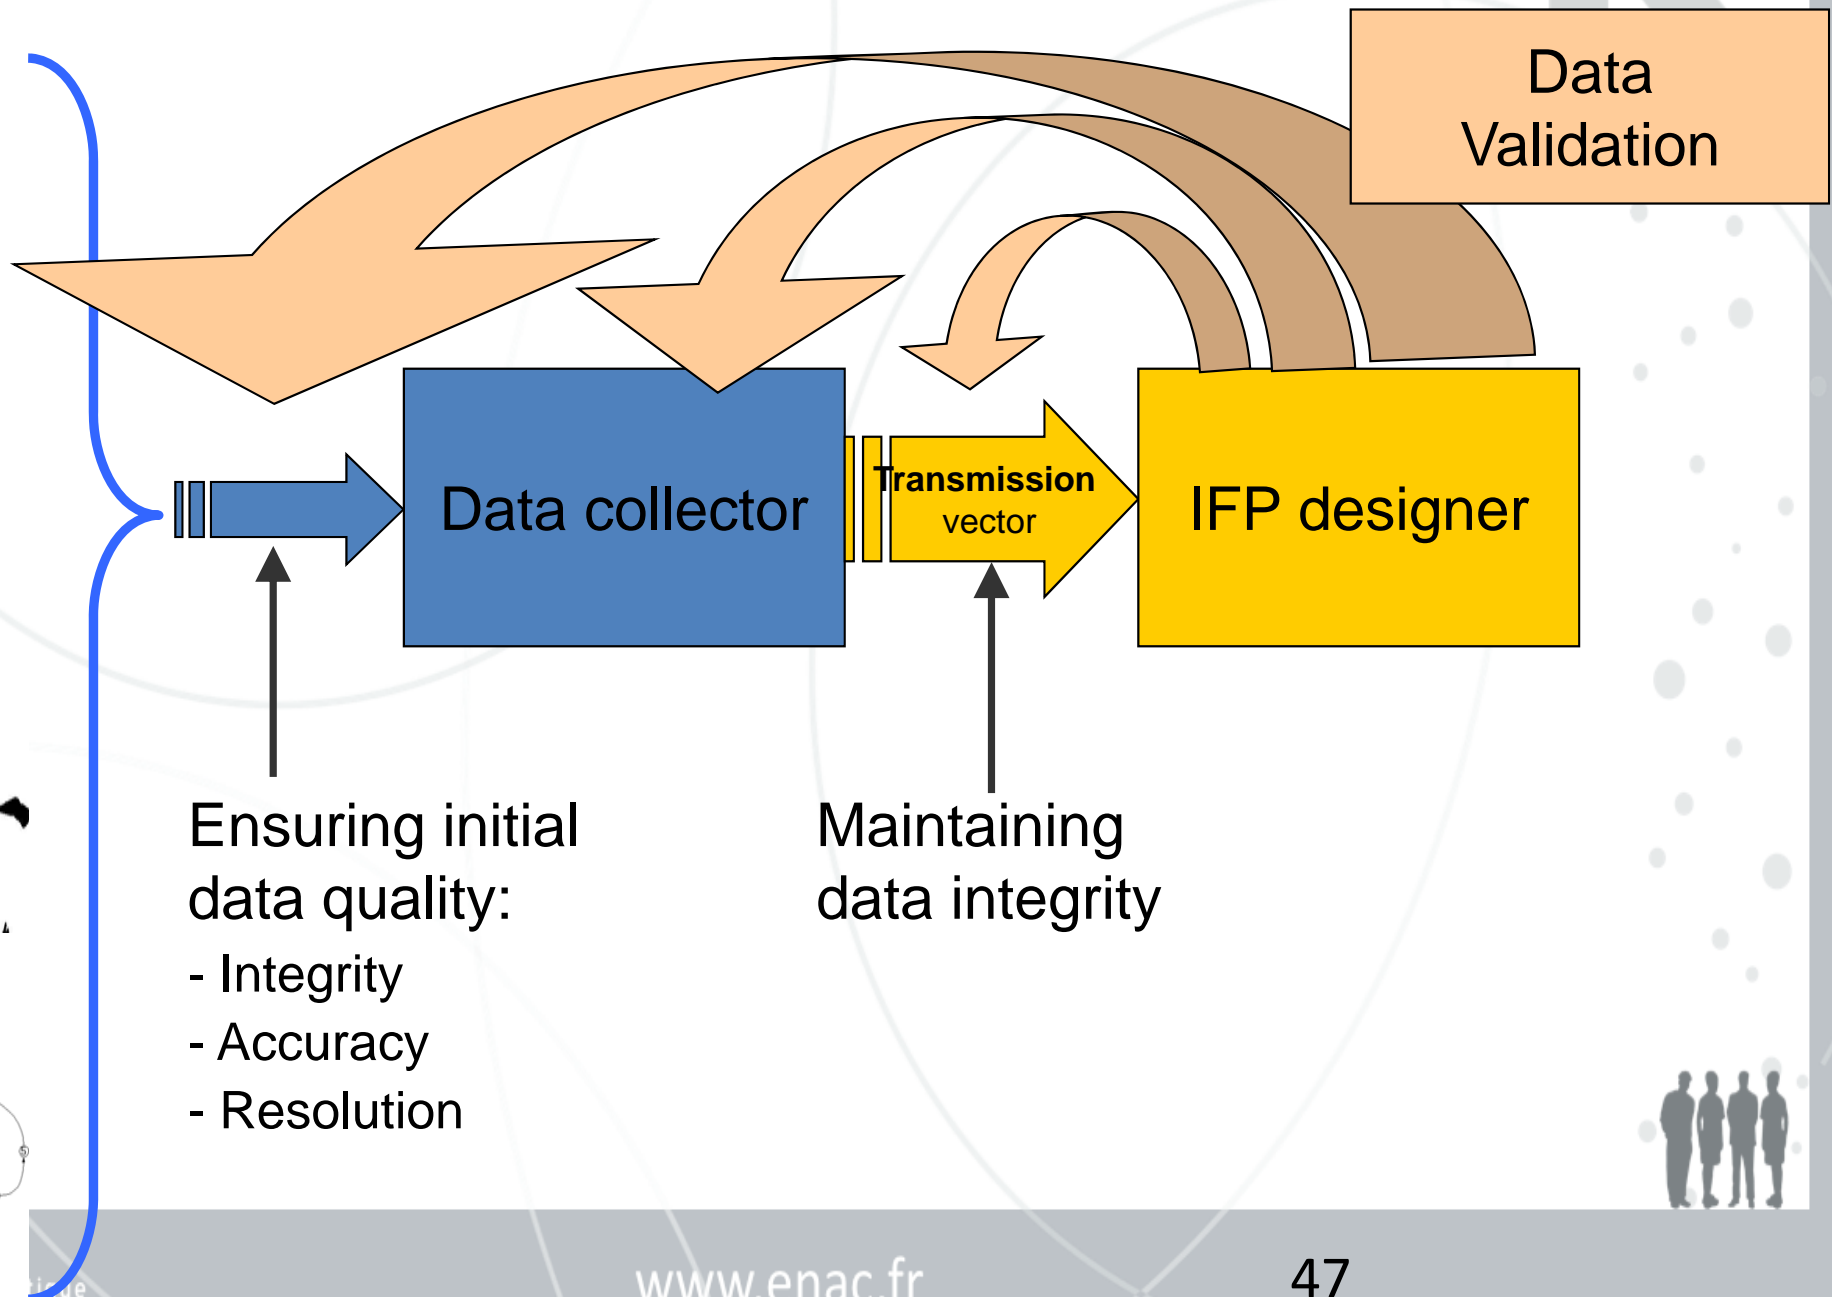 Data
Validation
Data collector
Transmission
vector
IFP designer
Ensuring initial
data quality:
- Integrity
- Accuracy
- Resolution
Maintaining
data integrity
www.enac.fr
47